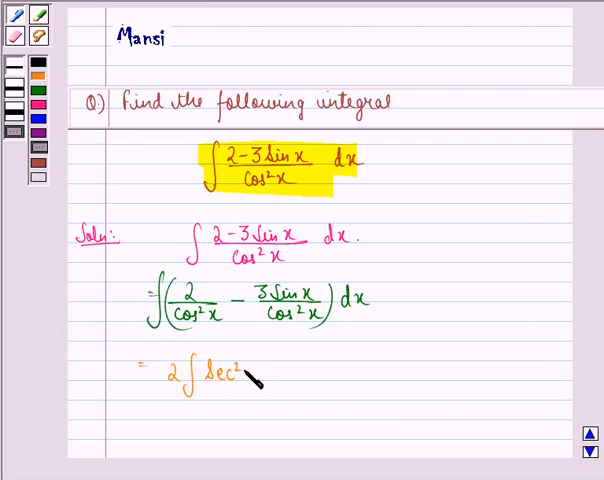 Mansi
Q.) Find the following integral
∫ (2 - 3 Sin x)/(cos² x) dx
Soln: ∫ (2 - 3 Sin x)/(cos² x) dx.
= ∫ (2/(cos² x) - (3 Sin x)/(cos² x)) dx
= 2 ∫ Sec²